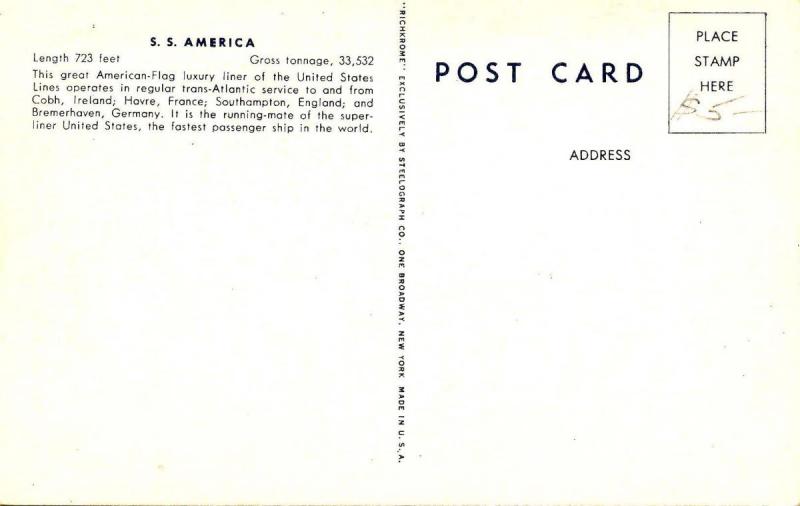 S. S. AMERICA
Length 723 feet Gross tonnage, 33,532
This great American-Flag luxury liner of the United States
Lines operates in regular trans-Atlantic service to and from
Cobh, Ireland; Havre, France; Southampton, England; and
Bremerhaven, Germany. It is the running-mate of the super-
liner United States, the fastest passenger ship in the world.
"RICHKROME" EXCLUSIVELY BY STEELOGRAPH CO., ONE BROADWAY, NEW YORK MADE IN U.S.A.
POST CARD
PLACE
STAMP
HERE
$5-
ADDRESS